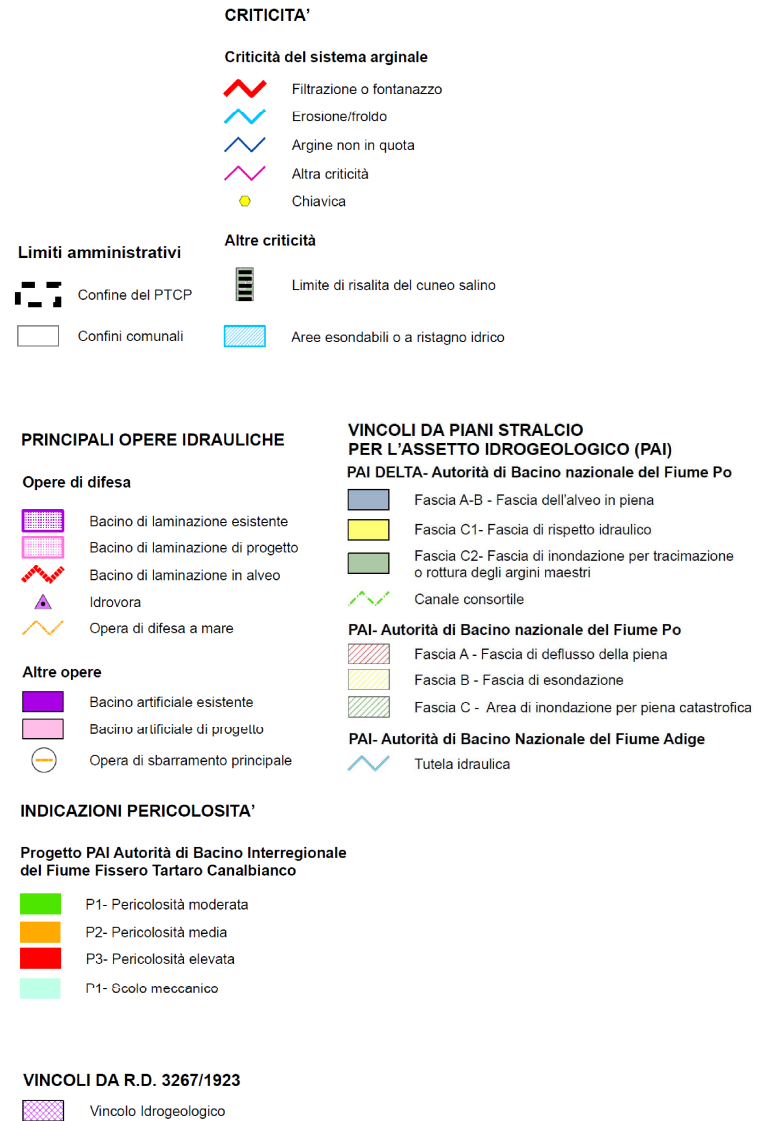 CRITICITA’
Criticità del sistema arginale
Filtrazione o fontanazzo
Erosione/froldo
Argine non in quota
Altra criticità
Chiavica
Altre criticità
Limite di risalita del cuneo salino
Aree esondabili o a ristagno idrico
Limiti amministrativi
Confine del PTCP
Confini comunali
PRINCIPALI OPERE IDRAULICHE
Opere di difesa
Bacino di laminazione esistente
Bacino di laminazione di progetto
Bacino di laminazione in alveo
Idrovora
Opera di difesa a mare
Altre opere
Bacino artificiale esistente
Bacino artificiale di progetto
Opera di sbarramento principale
VINCOLI DA PIANI STRALCIO
PER L’ASSETTO IDROGEOLOGICO (PAI)
PAI DELTA- Autorità di Bacino nazionale del Fiume Po
Fascia A-B - Fascia dell’alveo in piena
Fascia C1- Fascia di rispetto idraulico
Fascia C2- Fascia di inondazione per tracimazione
o rottura degli argini maestri
Canale consortile
PAI- Autorità di Bacino nazionale del Fiume Po
Fascia A - Fascia di deflusso della piena
Fascia B - Fascia di esondazione
Fascia C - Area di inondazione per piena catastrofica
PAI- Autorità di Bacino Nazionale del Fiume Adige
Tutela idraulica
INDICAZIONI PERICOLOSITA’
Progetto PAI Autorità di Bacino Interregionale
del Fiume Fissero Tartaro Canalbianco
P1- Pericolosità moderata
P2- Pericolosità media
P3- Pericolosità elevata
P1- Scolo meccanico
VINCOLI DA R.D. 3267/1923
Vincolo Idrogeologico